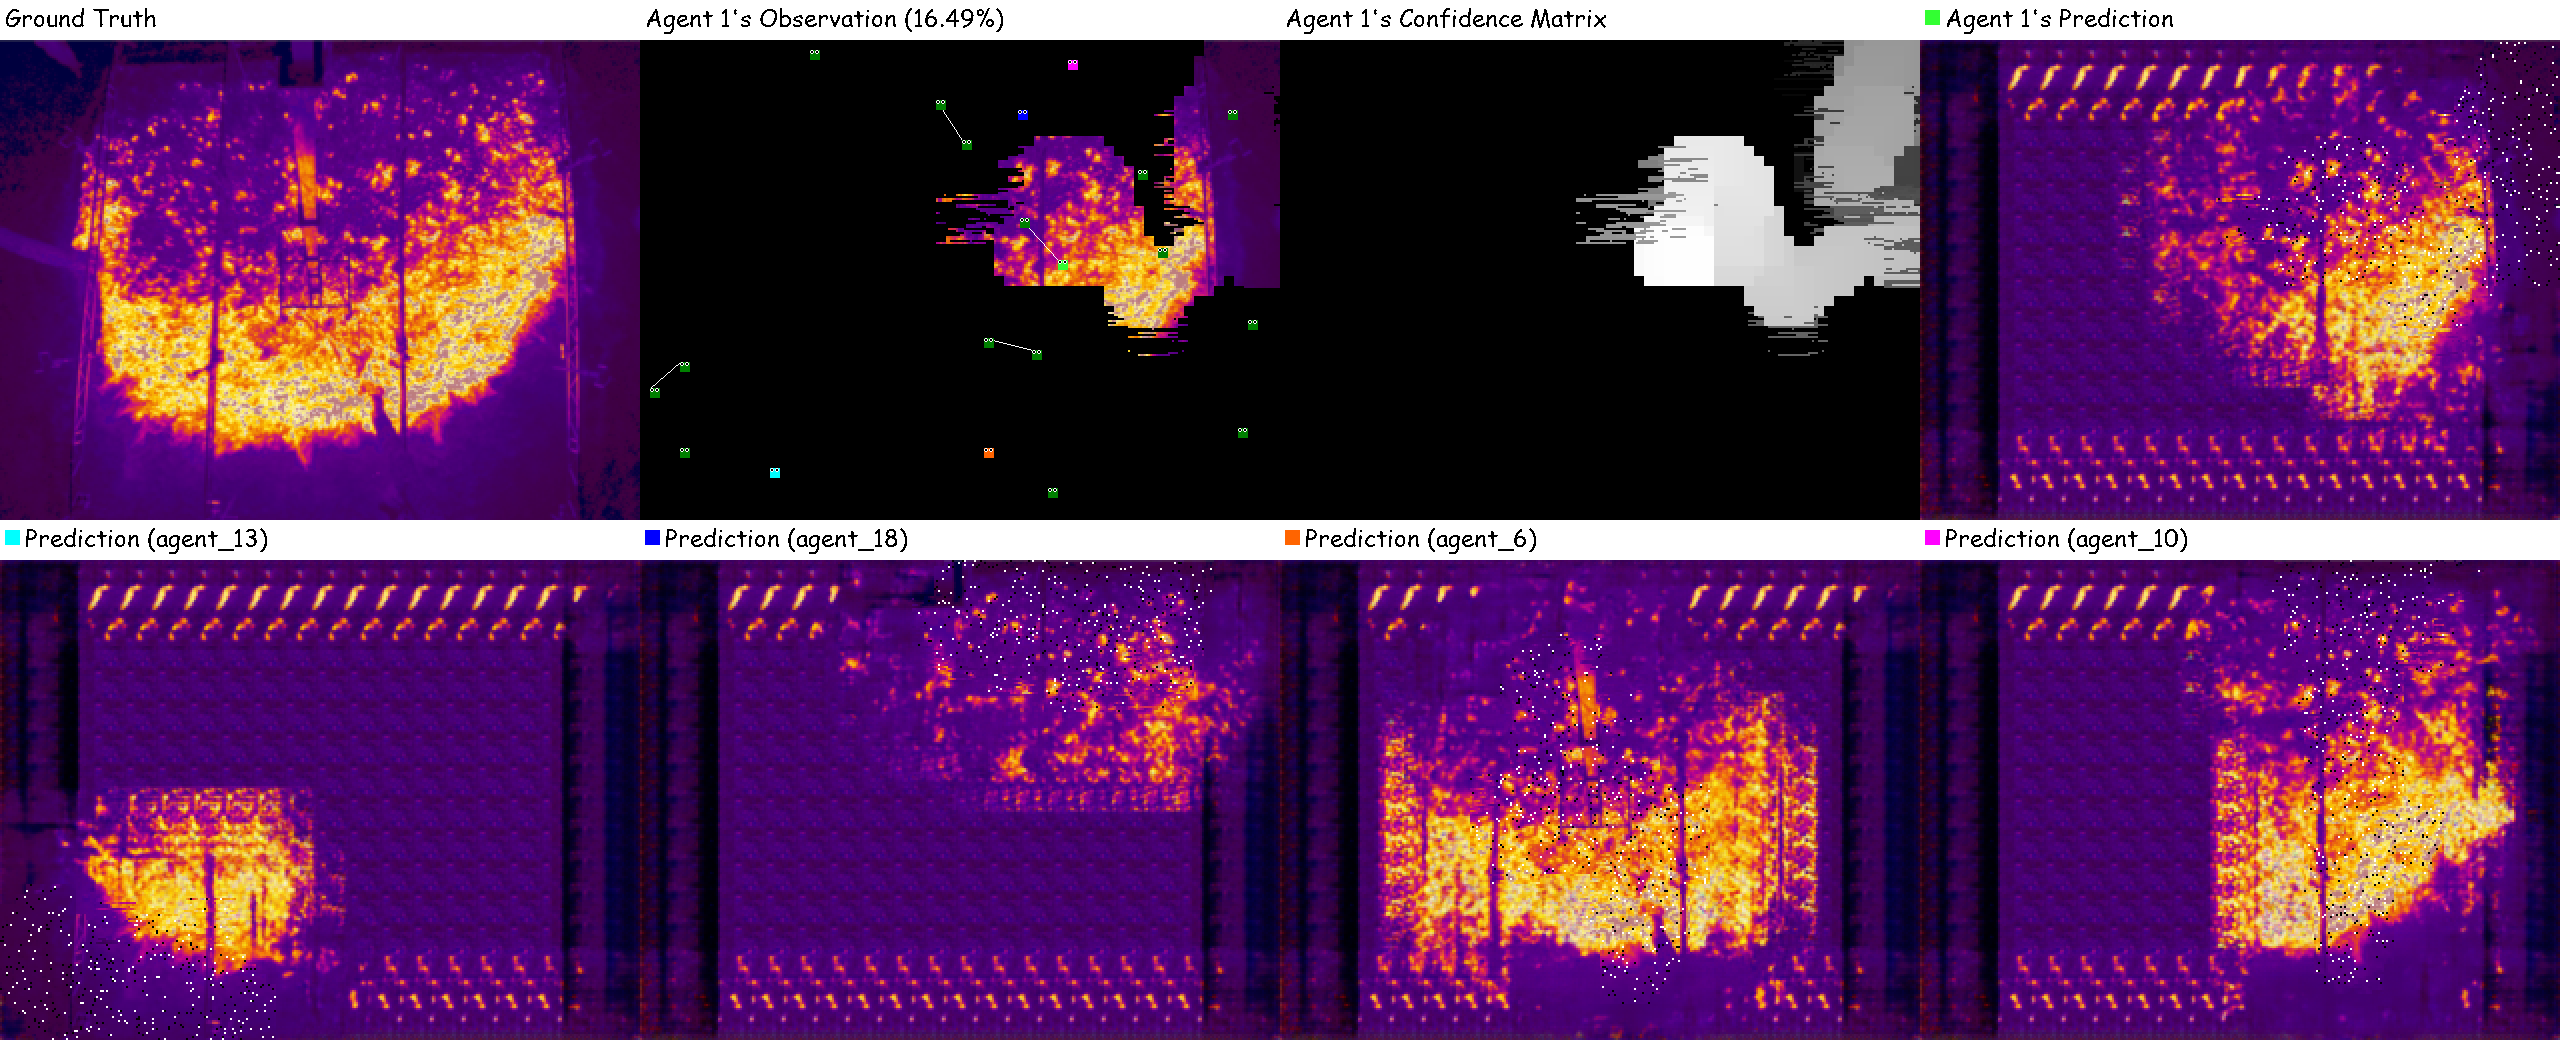 Ground Truth
Agent 1's Observation (16.49%)
Agent 1's Confidence Matrix
Agent 1's Prediction
Prediction (agent_13)
Prediction (agent_18)
Prediction (agent_6)
Prediction (agent_10)